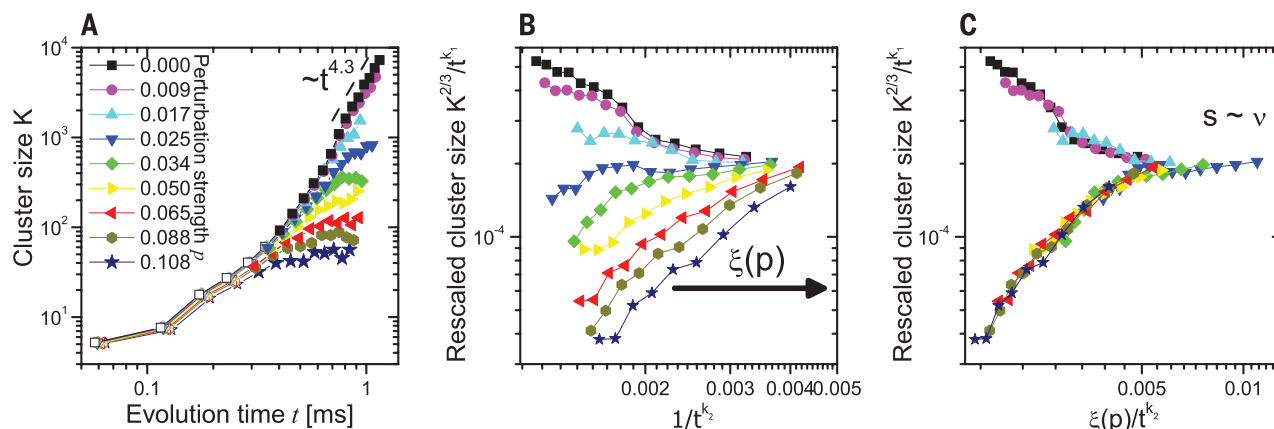 A
Cluster size K
10^4
10^3
10^2
10^1
0.000
0.009
0.017
0.025
0.034
0.050
0.065
0.088
0.108
Perturbation strength p
~t^4.3
0.1
1
Evolution time t [ms]
B
Rescaled cluster size K^2/3/t^k₁
10^-4
ξ(p)
0.002
0.003
0.004
0.005
1/t^k₂
C
Rescaled cluster size K^2/3/t^k₁
10^-4
s ~ ν
0.005
0.01
ξ(p)/t^k₂